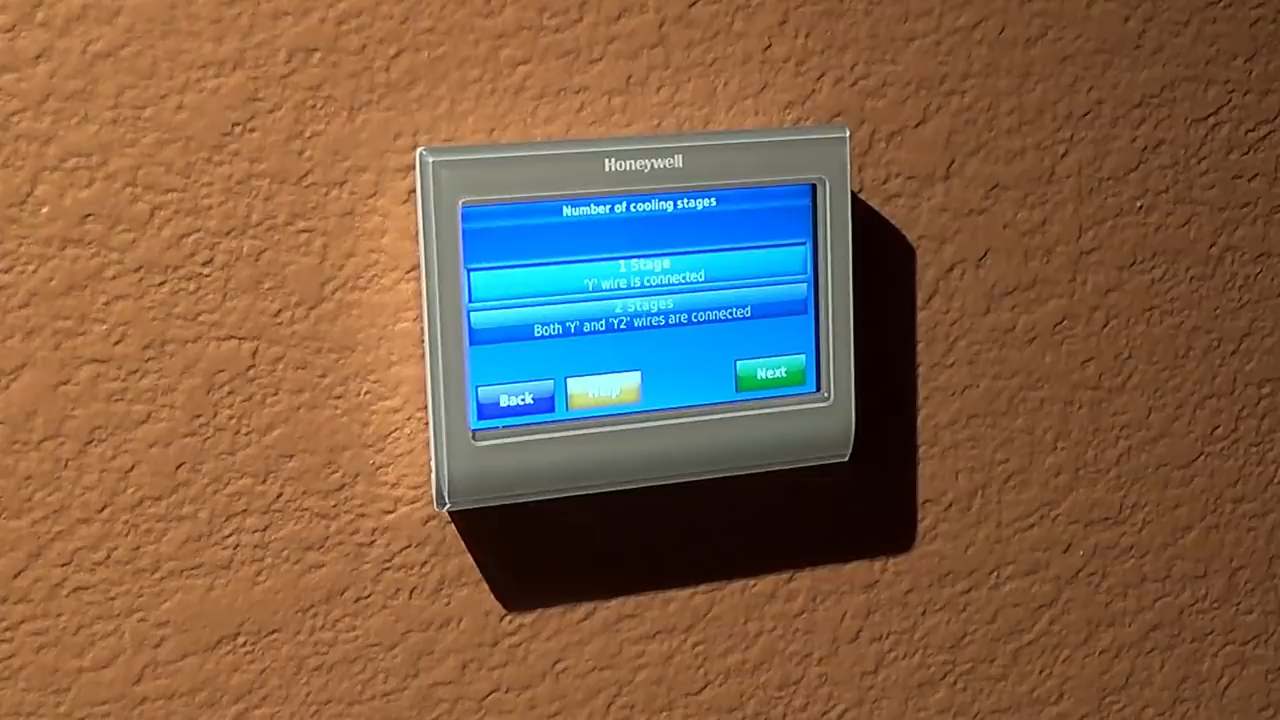 Honeywell
Number of cooling stages
1 Stage
'Y' wire is connected
2 Stages
Both 'Y' and 'Y2' wires are connected
Back
Help
Next